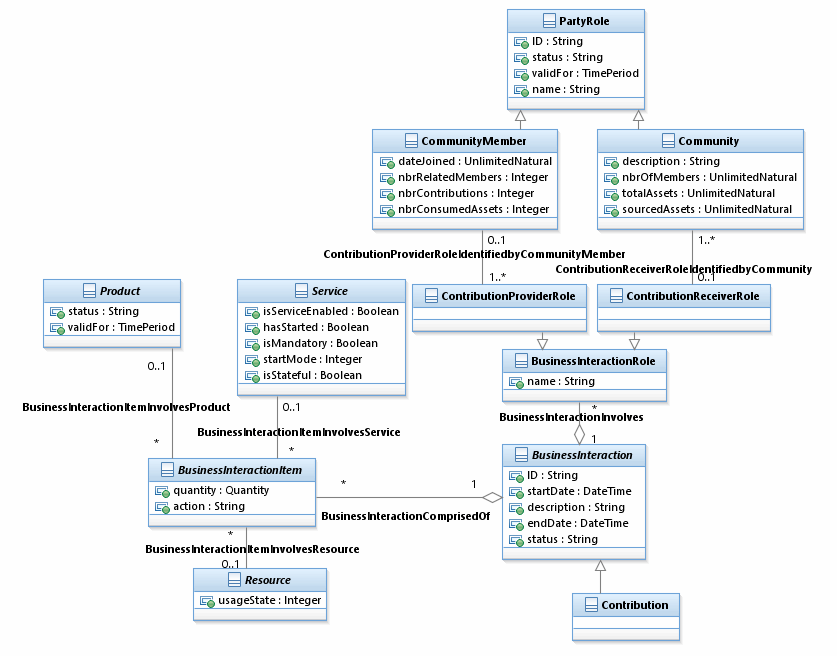 PartyRole
ID : String
status : String
validFor : TimePeriod
name : String
CommunityMember
dateJoined : UnlimitedNatural
nbrRelatedMembers : Integer
nbrContributions : Integer
nbrConsumedAssets : Integer
Community
description : String
nbrOfMembers : UnlimitedNatural
totalAssets : UnlimitedNatural
sourcedAssets : UnlimitedNatural
0..1
ContributionProviderRoleIdentifiedbyCommunityMember
1..*
1..*
ContributionReceiverRoleIdentifiedbyCommunity
0..1
Product
status : String
validFor : TimePeriod
Service
isServiceEnabled : Boolean
hasStarted : Boolean
isMandatory : Boolean
startMode : Integer
isStateful : Boolean
ContributionProviderRole
ContributionReceiverRole
BusinessInteractionRole
name : String
0..1
BusinessInteractionItemInvolvesProduct
*
0..1
BusinessInteractionItemInvolvesService
*
*
BusinessInteractionInvolves
1
BusinessInteractionItem
quantity : Quantity
action : String
*
1
BusinessInteractionComprisedOf
BusinessInteraction
ID : String
startDate : DateTime
description : String
endDate : DateTime
status : String
*
BusinessInteractionItemInvolvesResource
0..1
Resource
usageState : Integer
Contribution